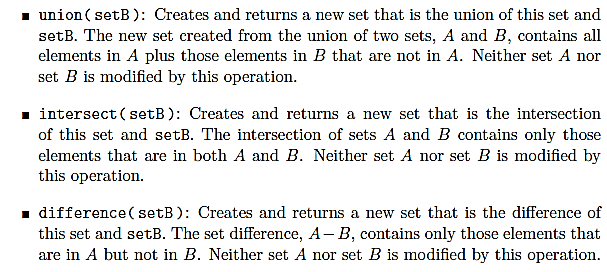 ▪ union( setB ): Creates and returns a new set that is the union of this set and
setB. The new set created from the union of two sets, A and B, contains all
elements in A plus those elements in B that are not in A. Neither set A nor
set B is modified by this operation.
▪ intersect( setB ): Creates and returns a new set that is the intersection
of this set and setB. The intersection of sets A and B contains only those
elements that are in both A and B. Neither set A nor set B is modified by
this operation.
▪ difference( setB ): Creates and returns a new set that is the difference of
this set and setB. The set difference, A − B, contains only those elements that
are in A but not in B. Neither set A nor set B is modified by this operation.